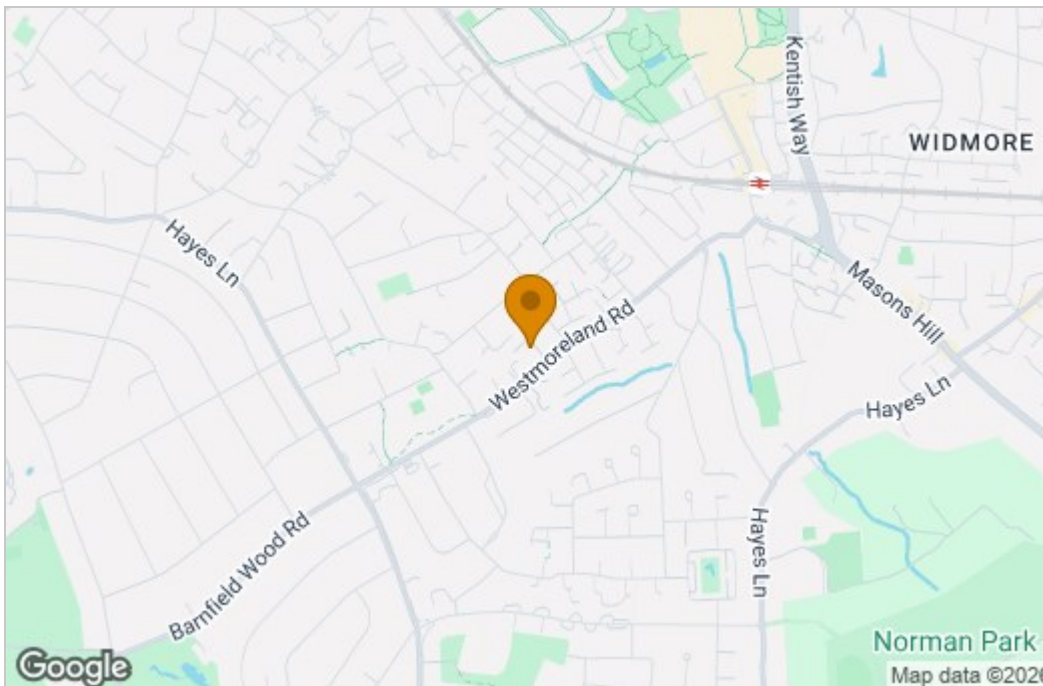 Kentish Way
WIDMORE
Hayes Ln
Masons Hill
Westmoreland Rd
Hayes Ln
Hayes Ln
Barnfield Wood Rd
Norman Park
Google
Map data ©2026